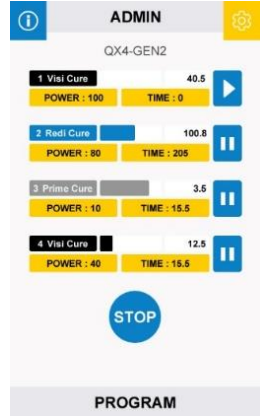 ADMIN
QX4-GEN2
1 Visi Cure 40.5
POWER : 100 TIME : 0
2 Redi Cure 100.8
POWER : 80 TIME : 205
3 Prime Cure 3.5
POWER : 10 TIME : 15.5
4 Visi Cure 12.5
POWER : 40 TIME : 15.5
STOP
PROGRAM